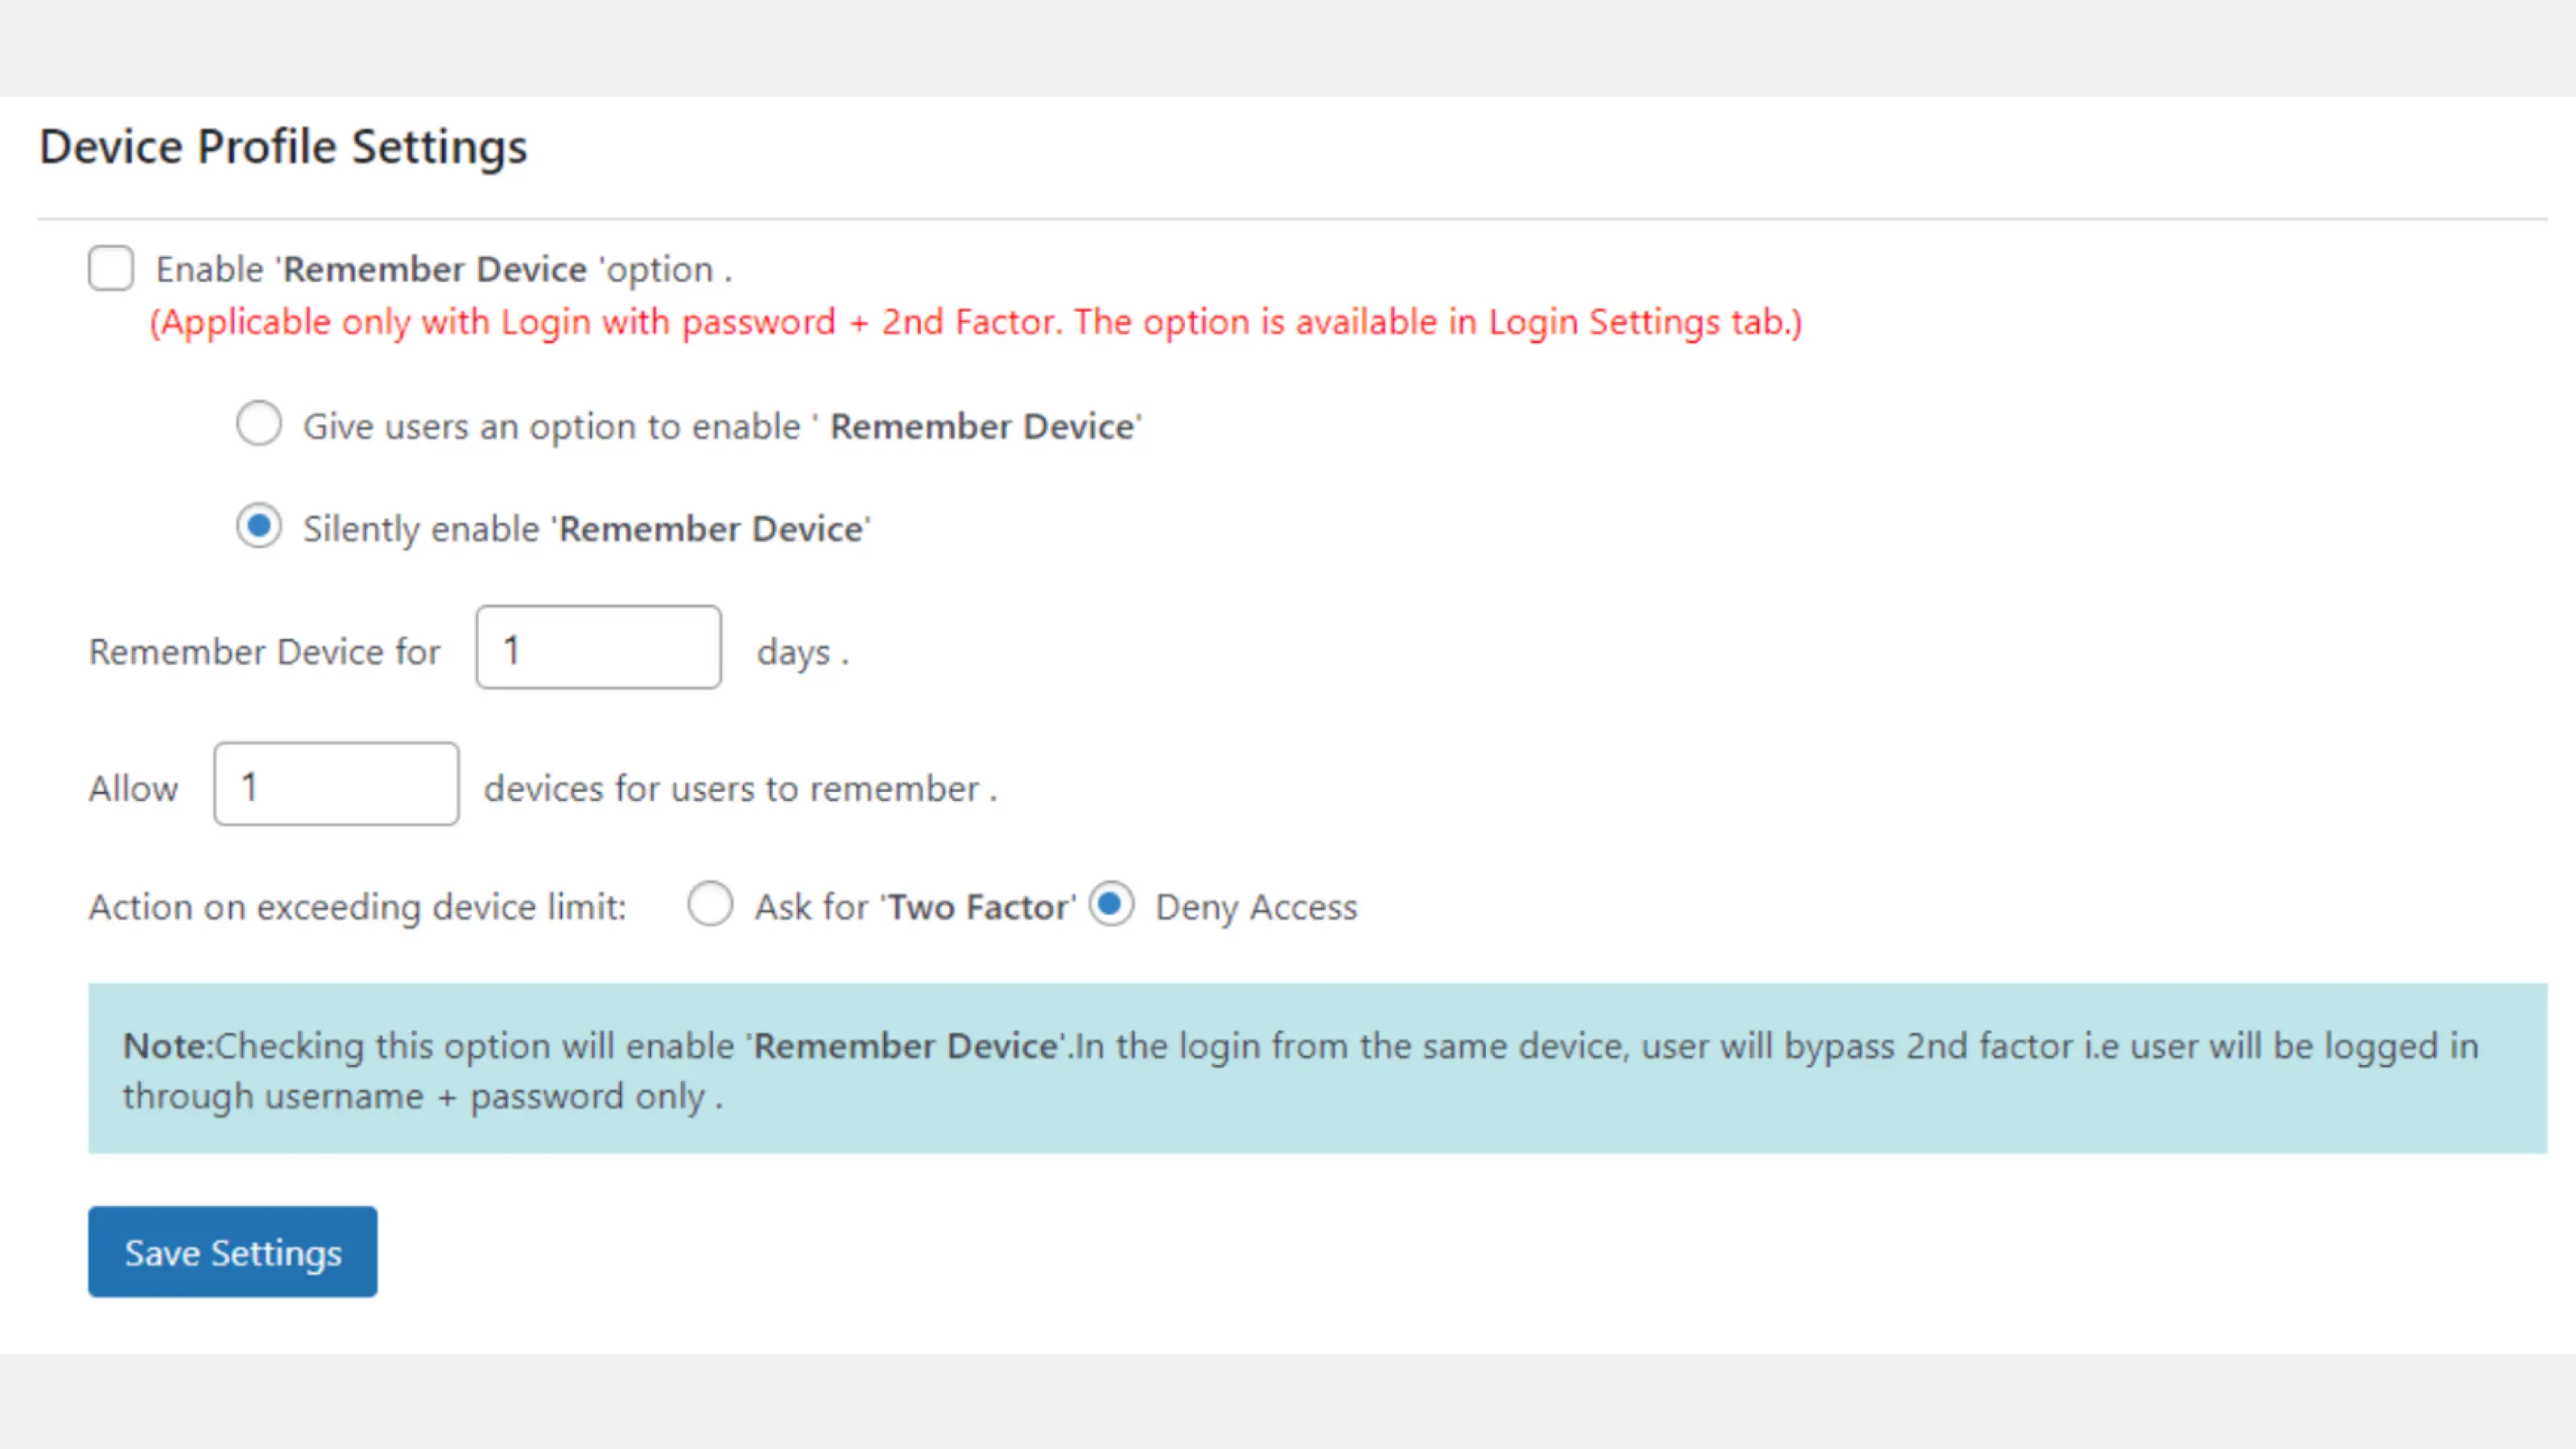 Device Profile Settings
Enable 'Remember Device 'option .
(Applicable only with Login with password + 2nd Factor. The option is available in Login Settings tab.)
Give users an option to enable ' Remember Device'
Silently enable 'Remember Device'
Remember Device for 1 days .
Allow 1 devices for users to remember .
Action on exceeding device limit: Ask for 'Two Factor' Deny Access
Note:Checking this option will enable 'Remember Device'.In the login from the same device, user will bypass 2nd factor i.e user will be logged in
through username + password only .
Save Settings